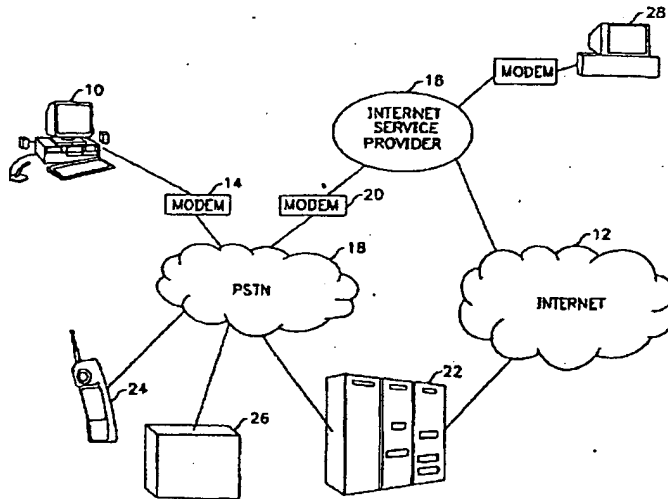 28
10
MODEM
16
INTERNET
SERVICE
PROVIDER
14
MODEM
MODEM
20
18
12
PSTN
INTERNET
22
24
26